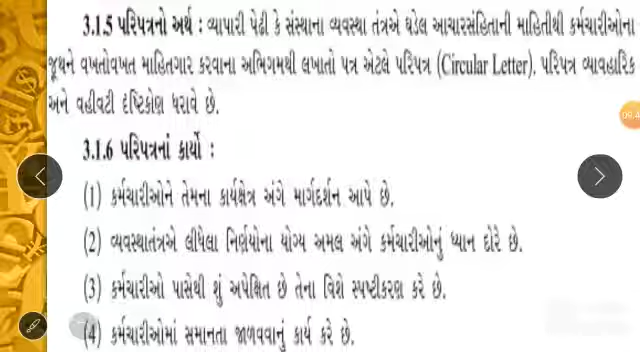 3.1.5 પરિપત્રનો અર્થ : વ્યાપારી પેઢી કે સંસ્થાના વ્યવસ્થા તંત્રએ ઘડેલ આચારસંહિતાની માહિતીથી કર્મચારીઓના
જૂથને વખતોવખત માહિતગાર કરવાના અભિગમથી લખાતો પત્ર એટલે પરિપત્ર (Circular Letter), પરિપત્ર વ્યાવહારિક
અને વહીવટી દૃષ્ટિકોણ ધરાવે છે.
09.4
3.1.6 પરિપત્રનાં કાર્યો :
(1) કર્મચારીઓને તેમના કાર્યક્ષેત્ર અંગે માર્ગદર્શન આપે છે.
(2) વ્યવસ્થાતંત્રએ લીધેલા નિર્ણયોના યોગ્ય અમલ અંગે કર્મચારીઓનું ધ્યાન દોરે છે.
(3) કર્મચારીઓ પાસેથી શું અપેક્ષિત છે તેના વિશે સ્પષ્ટીકરણ કરે છે.
(4) કર્મચારીઓમાં સમાનતા જાળવવાનું કાર્ય કરે છે.